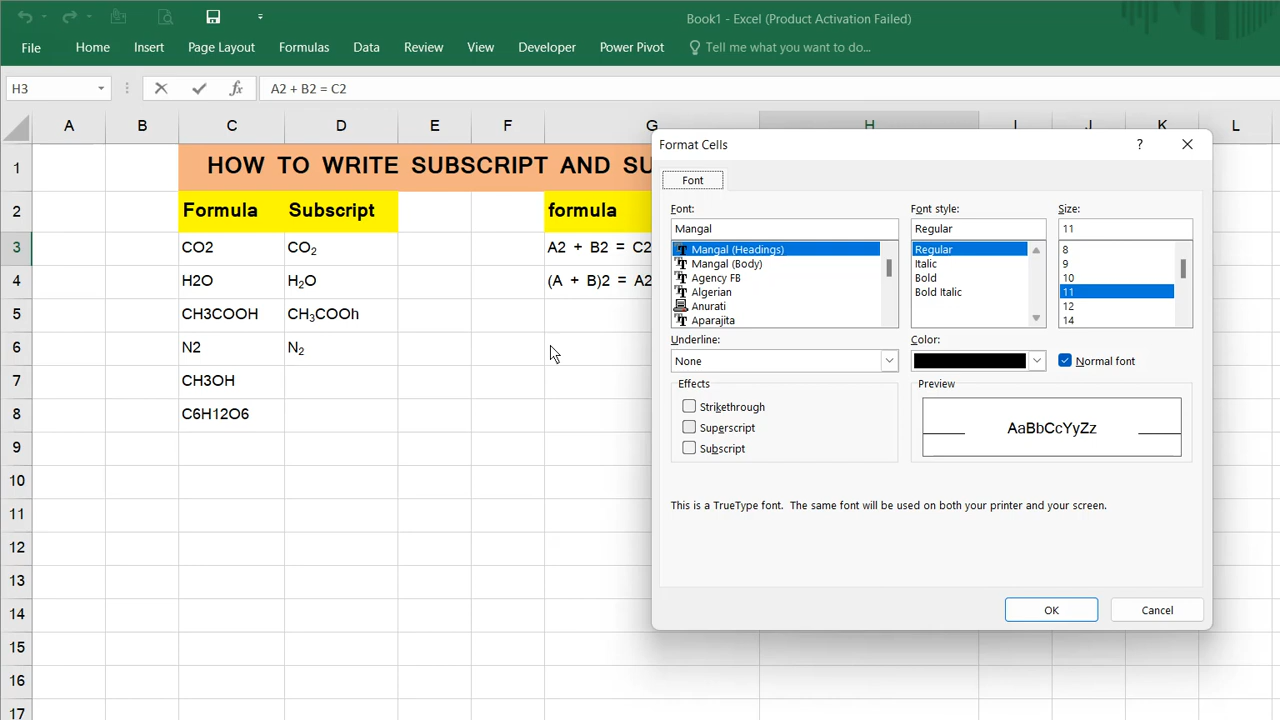 Book1 - Excel (Product Activation Failed)
File Home Insert Page Layout Formulas Data Review View Developer Power Pivot Tell me what you want to do...
H3 fx A2 + B2 = C2
A B C D E F G H I J K L
1 HOW TO WRITE SUBSCRIPT AND SU
2 Formula Subscript formula
3 CO2 CO₂ A2 + B2 = C2
4 H2O H₂O (A + B)2 = A2
5 CH3COOH CH₃COOh
6 N2 N₂
7 CH3OH
8 C6H12O6
9
10
11
12
13
14
15
16
17
Format Cells ?
Font
Font: Font style: Size:
Mangal Regular 11
Mangal (Headings) Regular 8
Mangal (Body) Italic 9
Agency FB Bold 10
Algerian Bold Italic 11
Anurati 12
Aparajita 14
Underline: Color:
None Normal font
Effects Preview
Strikethrough
Superscript AaBbCcYyZz
Subscript
This is a TrueType font. The same font will be used on both your printer and your screen.
OK Cancel